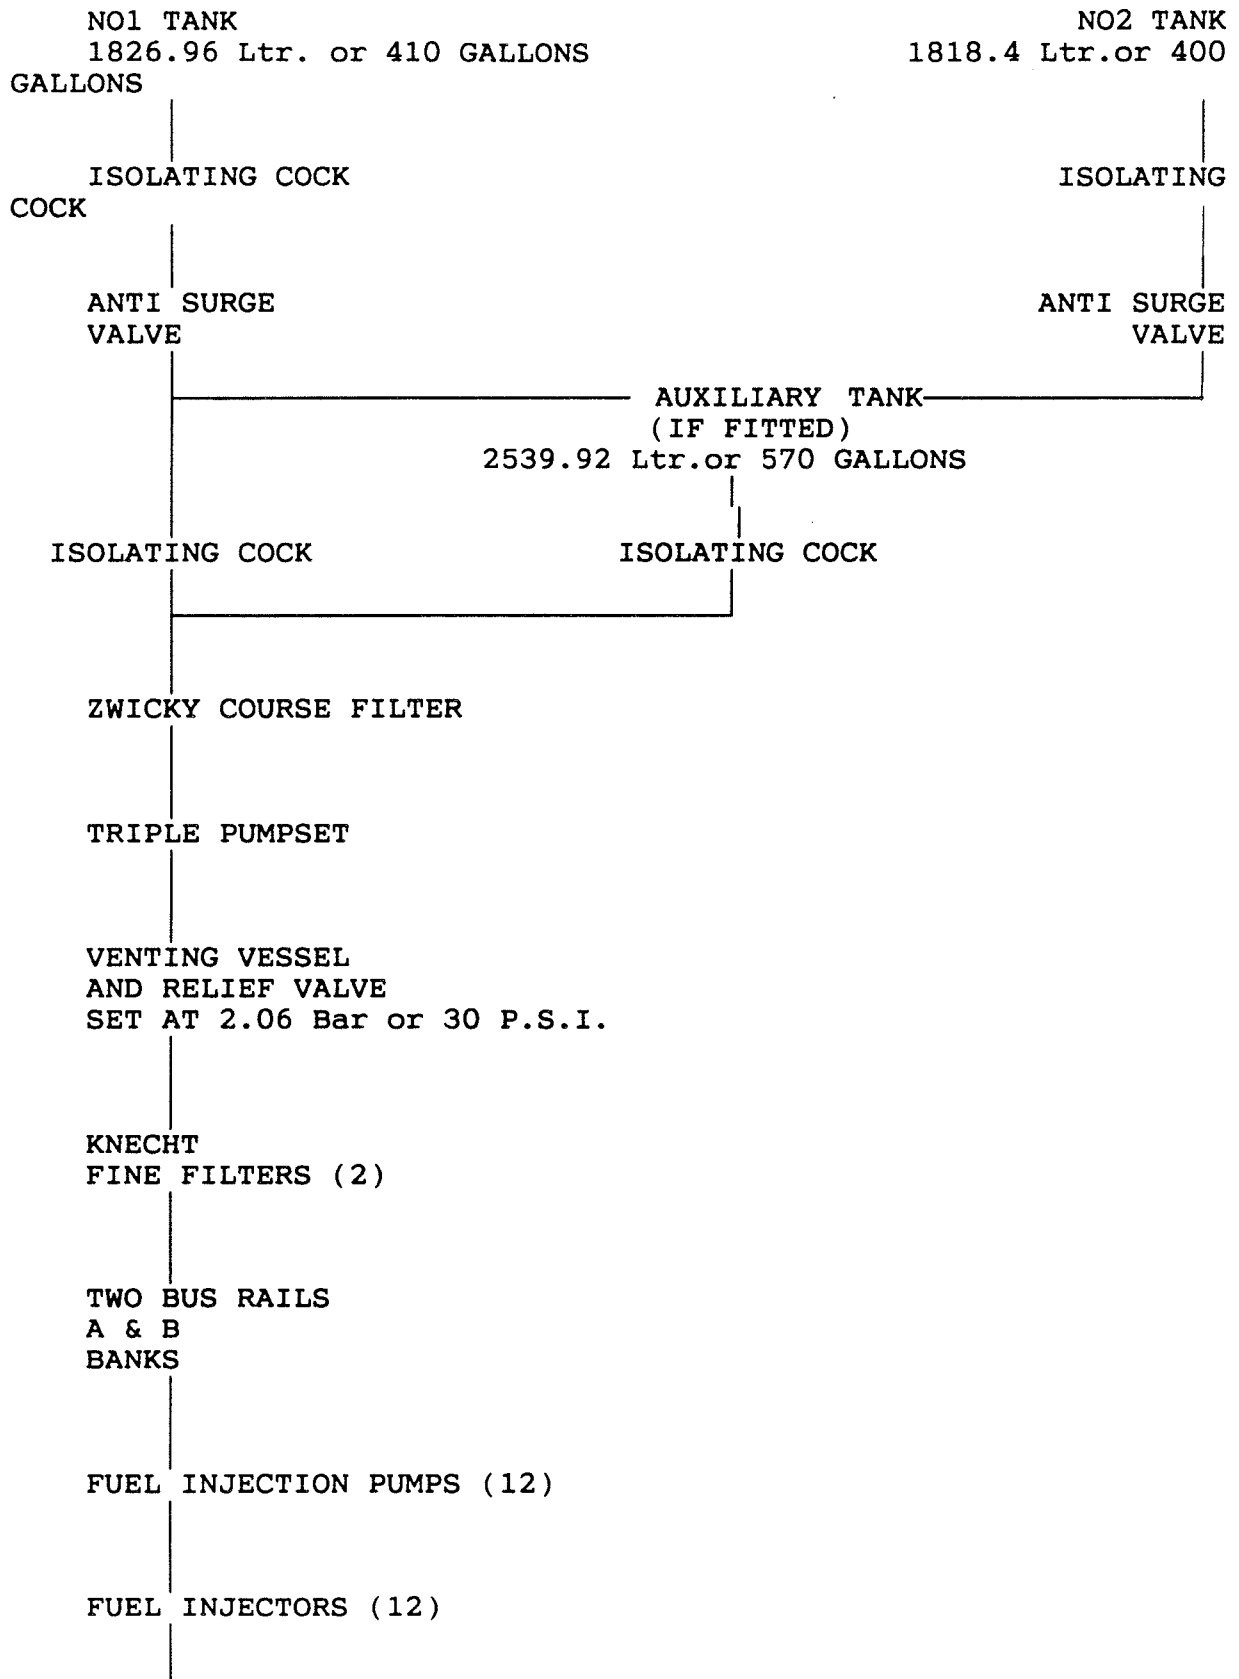 NO1 TANK NO2 TANK
1826.96 Ltr. or 410 GALLONS 1818.4 Ltr.or 400
GALLONS
ISOLATING COCK ISOLATING
COCK
ANTI SURGE ANTI SURGE
VALVE VALVE
AUXILIARY TANK
(IF FITTED)
2539.92 Ltr.or 570 GALLONS
ISOLATING COCK ISOLATING COCK
ZWICKY COURSE FILTER
TRIPLE PUMPSET
VENTING VESSEL
AND RELIEF VALVE
SET AT 2.06 Bar or 30 P.S.I.
KNECHT
FINE FILTERS (2)
TWO BUS RAILS
A & B
BANKS
FUEL INJECTION PUMPS (12)
FUEL INJECTORS (12)